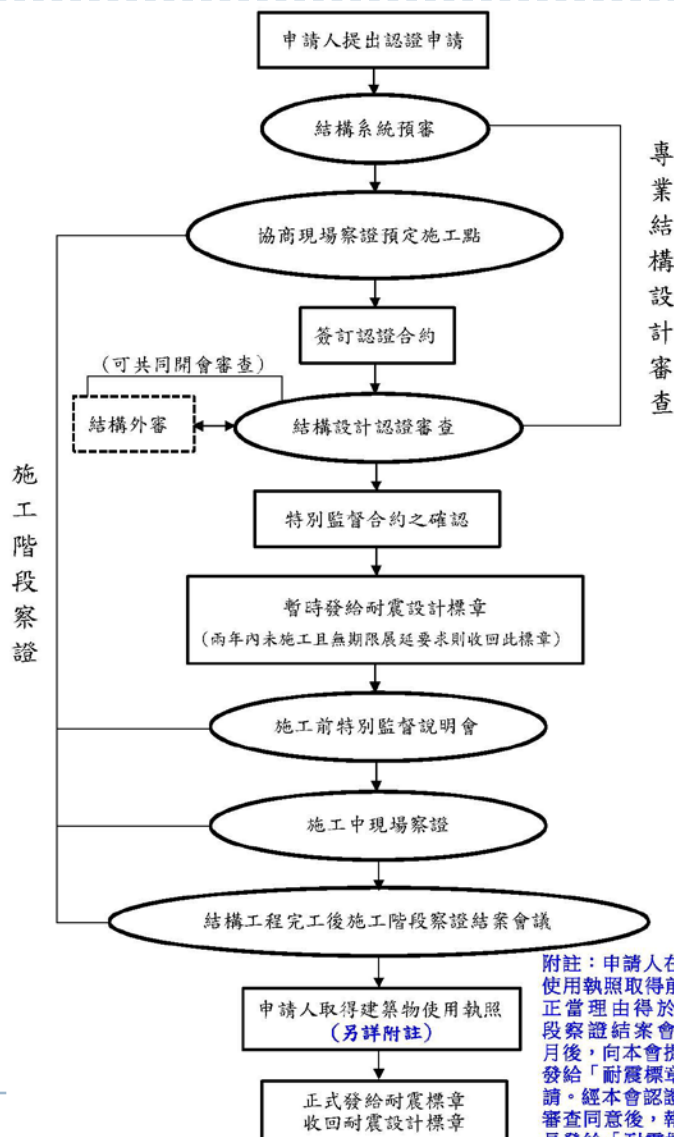 申請人提出認證申請
結構系統預審
專業結構設計審查
協商現場察證預定施工點
簽訂認證合約
(可共同開會審查)
結構外審
結構設計認證審查
施工階段察證
特別監督合約之確認
暫時發給耐震設計標章
(兩年內未施工且無期限展延要求則收回此標章)
施工前特別監督說明會
施工中現場察證
結構工程完工後施工階段察證結案會議
申請人取得建築物使用執照
(另詳附註)
正式發給耐震標章
收回耐震設計標章
附註：申請人在
使用執照取得前
正當理由得於
段察證結案會
月後，向本會提
發給「耐震標章
請。經本會認證
審查同意後，執